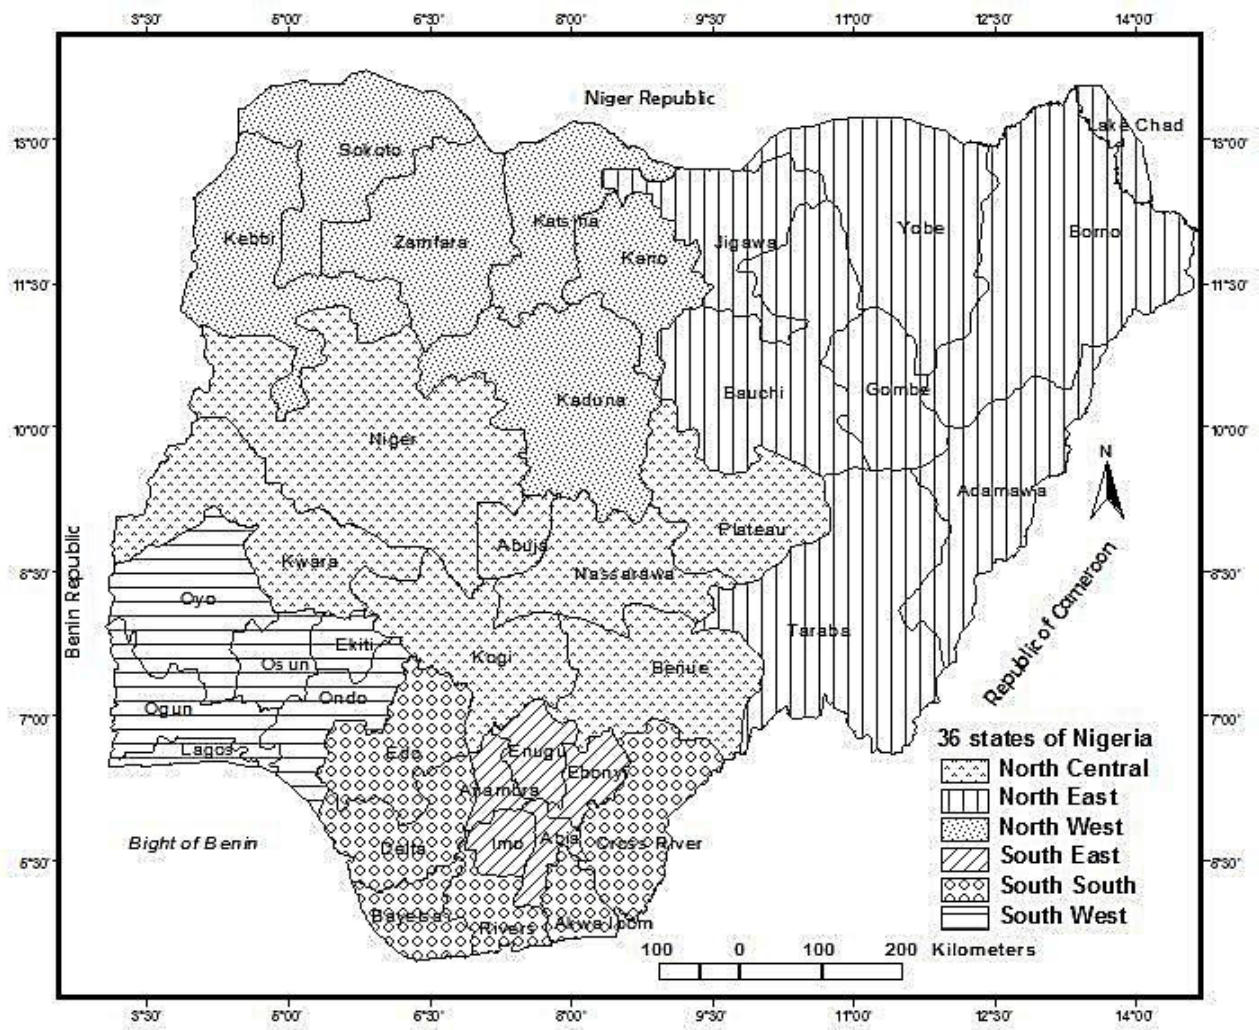 3°30' 5°00' 6°30' 8°00' 9°30' 11°00' 12°30' 14°00'
Niger Republic
Lake Chad
13°00' 13°00'
Sokoto
Katsina
Kebbi Zamfara Jigawa Yobe Borno
Kano
11°30' 11°30'
Bauchi Gombe
Kaduna
10°00' 10°00'
Niger
N
Adamawa
Plateau
Abuja
Kwara
Nassarawa
8°30' 8°30'
Benin Republic
Oyo
Taraba
Republic of Cameroon
Ekiti
Osun Kogi Benue
Ondo
Ogun
7°00' 7°00'
Lagos
Edo Enugu
Ebonyi
Anambra
36 states of Nigeria
North Central
North East
North West
South East
South South
South West
Bight of Benin
Delta Imo Abia Cross River
5°30' 5°30'
Bayelsa Rivers Akwa Ibom
100 0 100 200 Kilometers
3°30' 5°00' 6°30' 8°00' 9°30' 11°00' 12°30' 14°00'